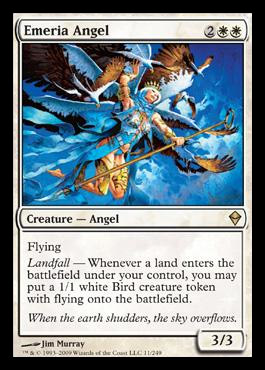 Emeria Angel 2
Creature — Angel
Flying
Landfall — Whenever a land enters the
battlefield under your control, you may
put a 1/1 white Bird creature token
with flying onto the battlefield.
When the earth shudders, the sky overflows.
Jim Murray
™ & © 1993–2009 Wizards of the Coast LLC 11/249
3/3